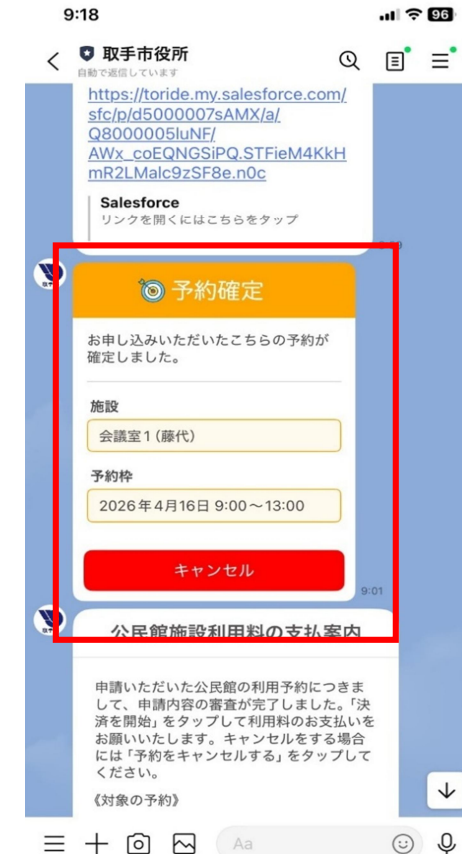 9:18
96
取手市役所
自動で返信しています
https://toride.my.salesforce.com/
sfc/p/d5000007sAMX/a/
Q8000005luNF/
AWx_coEQNGSiPQ.STFieM4KkH
mR2LMalc9zSF8e.n0c
Salesforce
リンクを開くにはこちらをタップ
予約確定
お申し込みいただいたこちらの予約が
確定しました。
施設
会議室1（藤代）
予約枠
2026年4月16日 9:00～13:00
キャンセル
9:01
公民館施設利用料の支払案内
申請いただいた公民館の利用予約につきま
して、申請内容の審査が完了しました。「決
済を開始」をタップして利用料のお支払いを
お願いいたします。キャンセルをする場合
には「予約をキャンセルする」をタップして
ください。
《対象の予約》
Aa